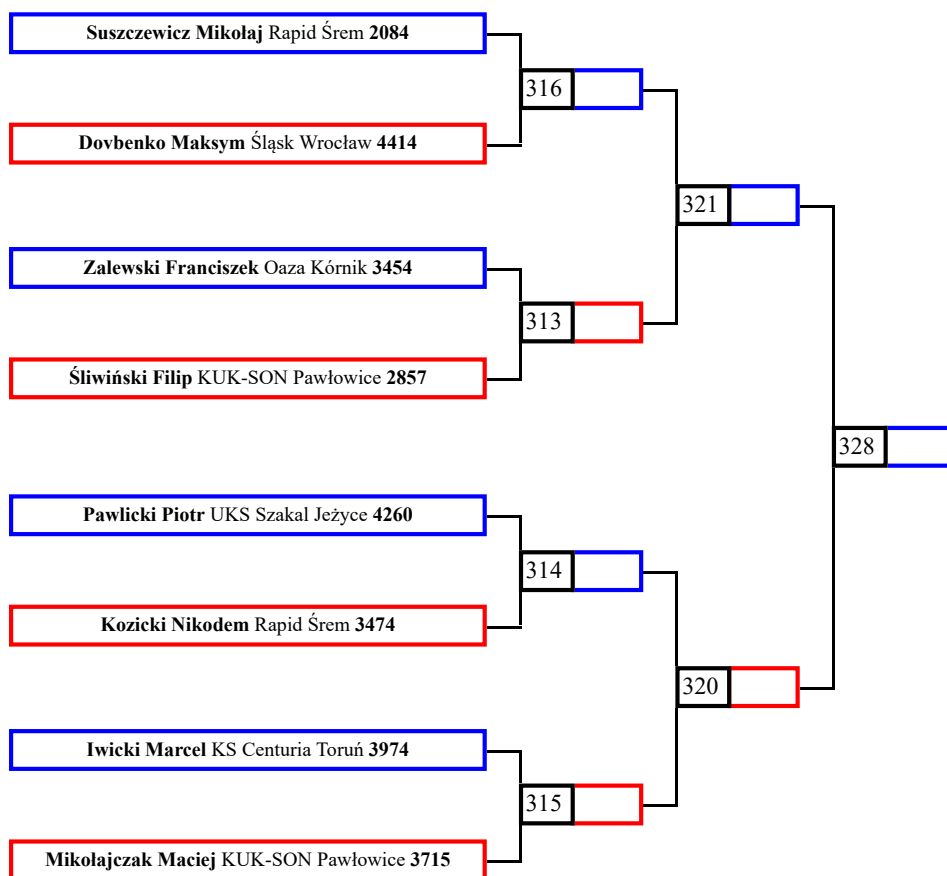 Suszczewicz Mikołaj Rapid Śrem 2084
316
Dovbenko Maksym Śląsk Wrocław 4414
321
Zalewski Franciszek Oaza Kórnik 3454
313
Śliwiński Filip KUK-SON Pawłowice 2857
328
Pawlicki Piotr UKS Szakal Jeżyce 4260
314
Kozicki Nikodem Rapid Śrem 3474
320
Iwicki Marcel KS Centuria Toruń 3974
315
Mikołajczak Maciej KUK-SON Pawłowice 3715